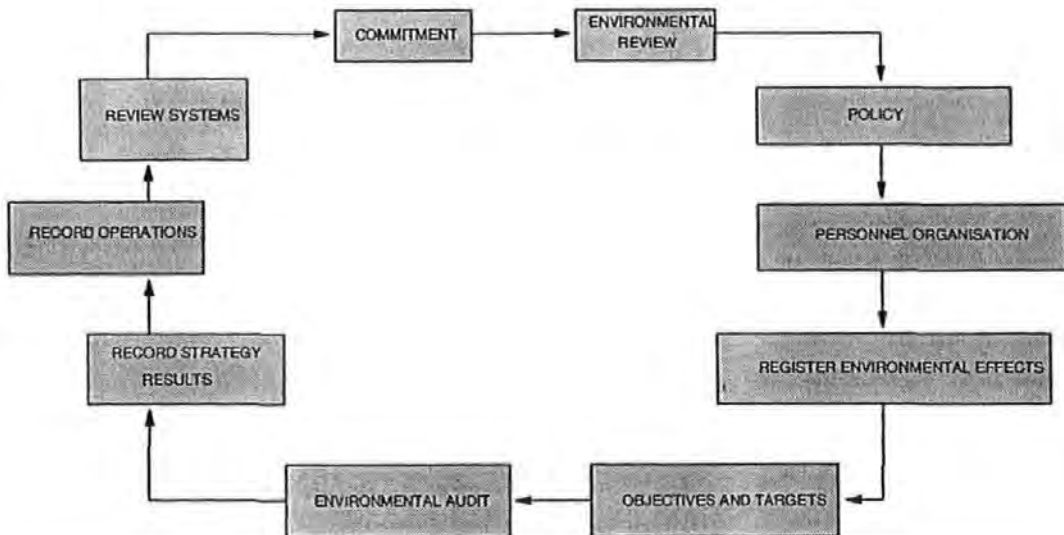 COMMITMENT
ENVIRONMENTAL
REVIEW
POLICY
PERSONNEL ORGANISATION
REGISTER ENVIRONMENTAL EFFECTS
OBJECTIVES AND TARGETS
ENVIRONMENTAL AUDIT
RECORD STRATEGY
RESULTS
RECORD OPERATIONS
REVIEW SYSTEMS